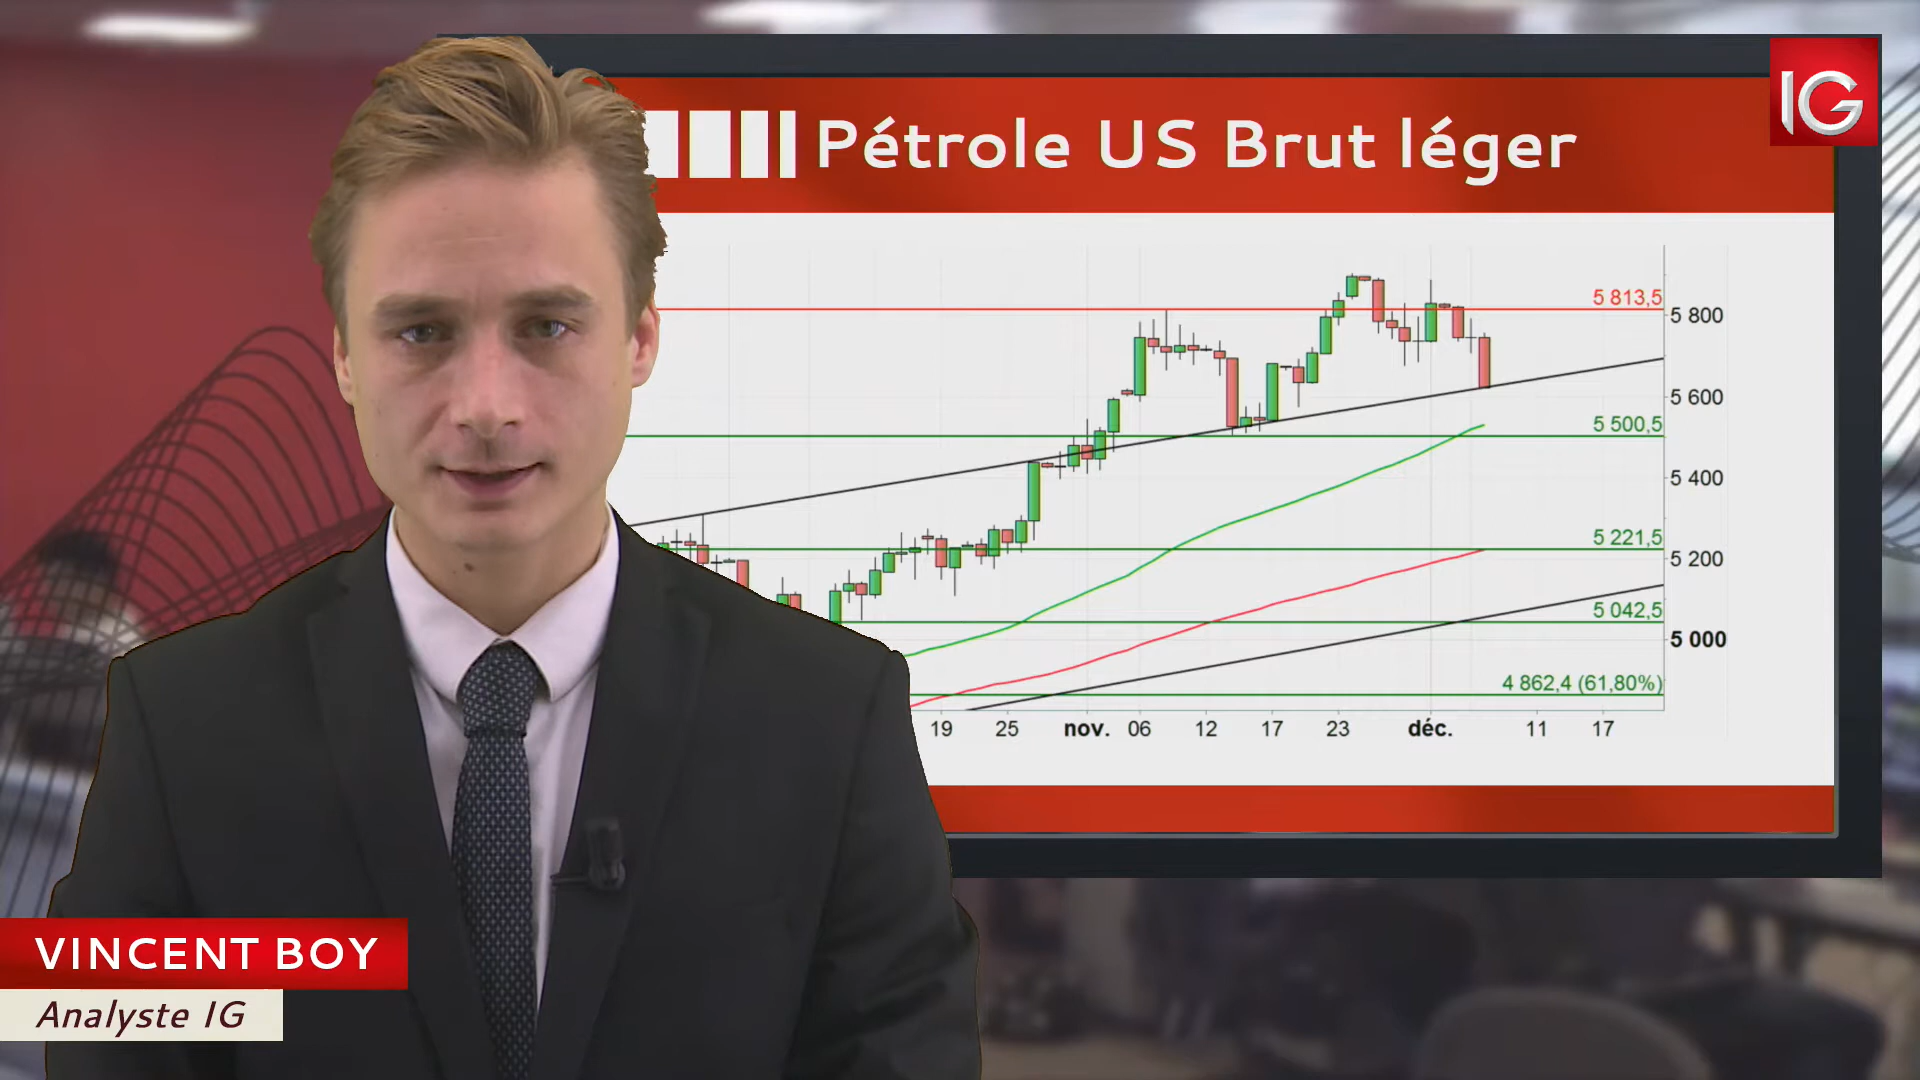 IG
Pétrole US Brut léger
5 813,5
5 800
5 600
5 500,5
5 400
5 221,5
5 200
5 042,5
5 000
4 862,4 (61,80%)
19 25 nov. 06 12 17 23 déc. 11 17
VINCENT BOY
Analyste IG